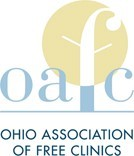 oafc
OHIO ASSOCIATION
OF FREE CLINICS